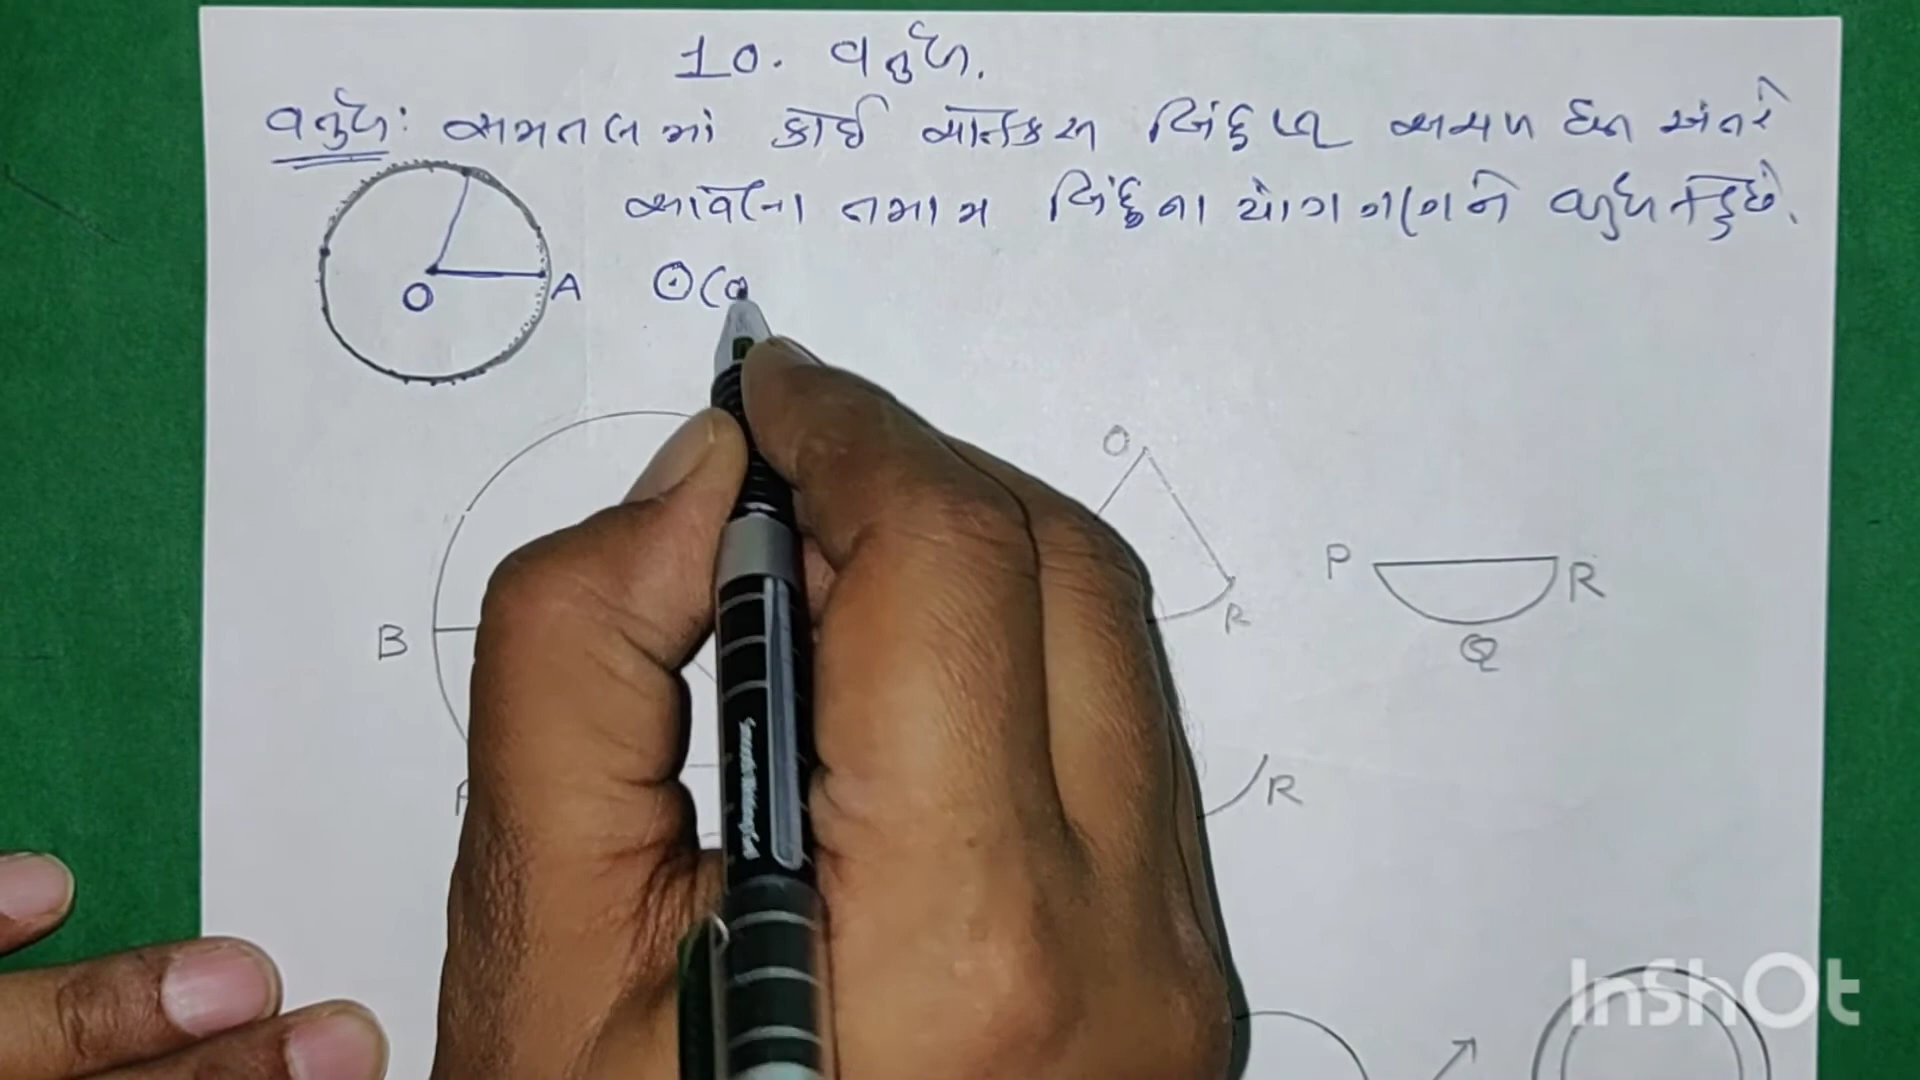 10. વર્તુળ.
વર્તુળ: સમતલમાં કોઈ ચોક્કસ બિંદુથી સમાન અંતરે
આવેલા તમામ બિંદુના યોગગણને વર્તુળ કહે છે.
O A ⊙(O
O
P R
B R
Q
R
InShOt